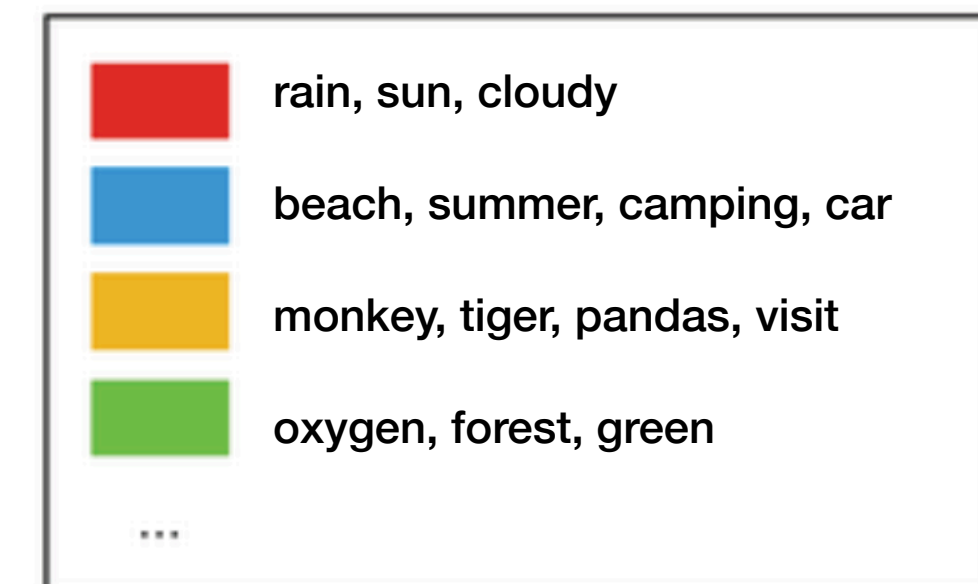 rain, sun, cloudy
beach, summer, camping, car
monkey, tiger, pandas, visit
oxygen, forest, green
...